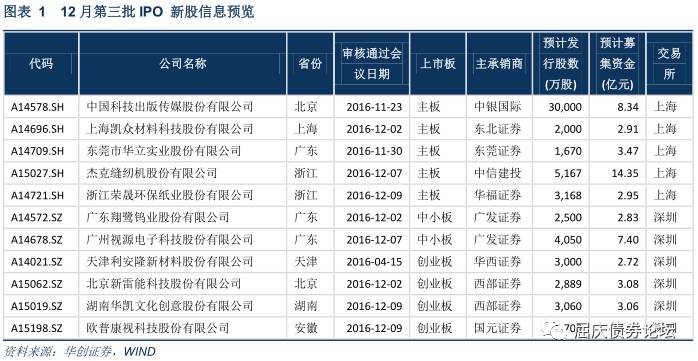 图表 1 12月第三批IPO 新股信息预览
代码 公司名称 省份 审核通过会议日期 上市板 主承销商 预计发行股数(万股) 预计募集资金(亿元) 交易所
A14578.SH 中国科技出版传媒股份有限公司 北京 2016-11-23 主板 中银国际 30,000 8.34 上海
A14696.SH 上海凯众材料科技股份有限公司 上海 2016-12-02 主板 东北证券 2,000 2.91 上海
A14709.SH 东莞市华立实业股份有限公司 广东 2016-11-30 主板 东莞证券 1,670 3.47 上海
A15027.SH 杰克缝纫机股份有限公司 浙江 2016-12-07 主板 中信建投 5,167 14.35 上海
A14721.SH 浙江荣晟环保纸业股份有限公司 浙江 2016-12-09 主板 华福证券 3,168 2.95 上海
A14572.SZ 广东翔鹭钨业股份有限公司 广东 2016-12-02 中小板 广发证券 2,500 2.83 深圳
A14678.SZ 广州视源电子科技股份有限公司 广东 2016-12-07 中小板 广发证券 4,050 7.40 深圳
A14021.SZ 天津利安隆新材料股份有限公司 天津 2016-04-15 创业板 华西证券 3,000 2.72 深圳
A15062.SZ 北京新雷能科技股份有限公司 北京 2016-12-02 创业板 西部证券 2,889 3.08 深圳
A15019.SZ 湖南华凯文化创意股份有限公司 湖南 2016-12-09 创业板 西部证券 3,060 3.06 深圳
A15198.SZ 欧普康视科技股份有限公司 安徽 2016-12-09 创业板 国元证券
屈庆债券论坛
资料来源：华创证券，WIND